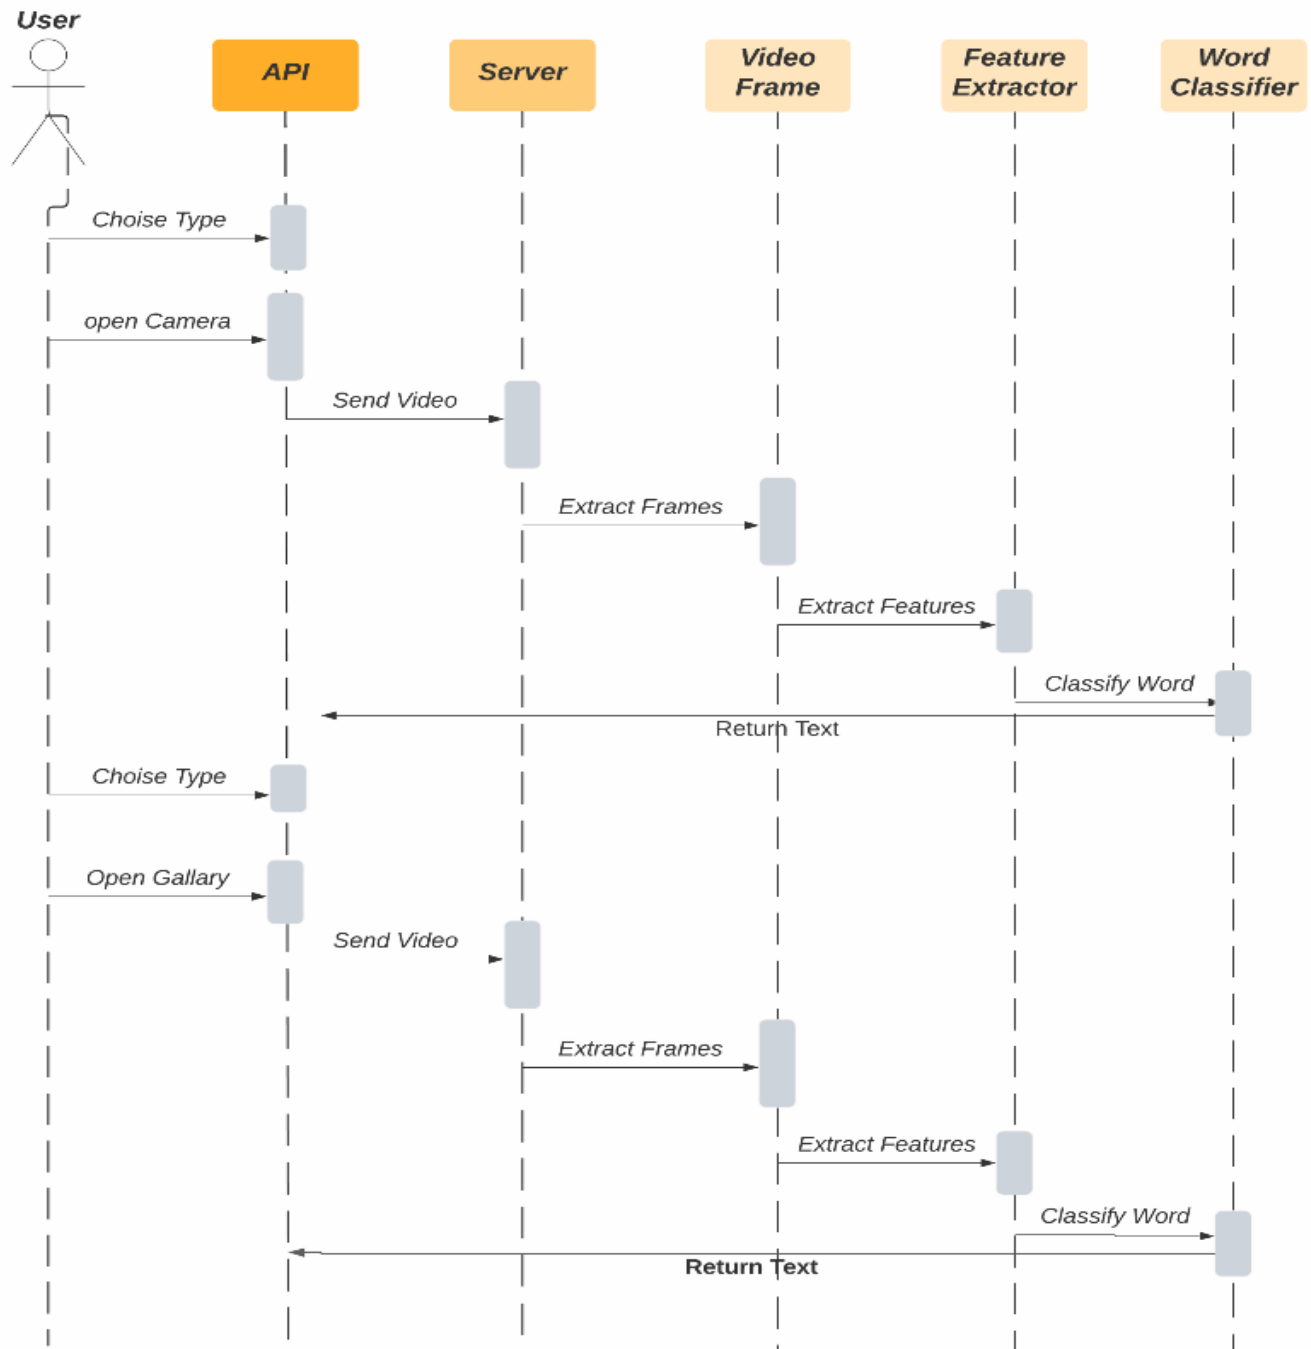 User
API
Server
Video
Frame
Feature
Extractor
Word
Classifier
Choise Type
open Camera
Send Video
Extract Frames
Extract Features
Classify Word
Return Text
Choise Type
Open Gallary
Send Video
Extract Frames
Extract Features
Classify Word
Return Text